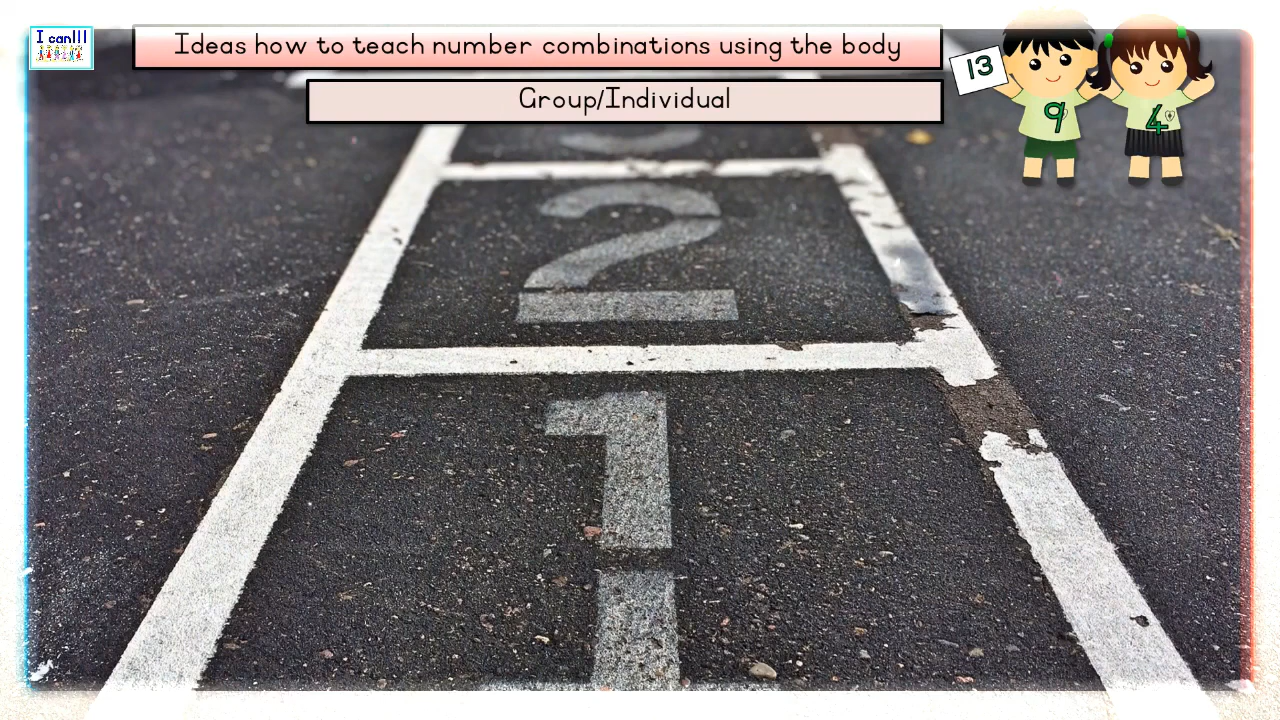 I can!!!
Ideas how to teach number combinations using the body
Group/Individual
13
9
4
2
1